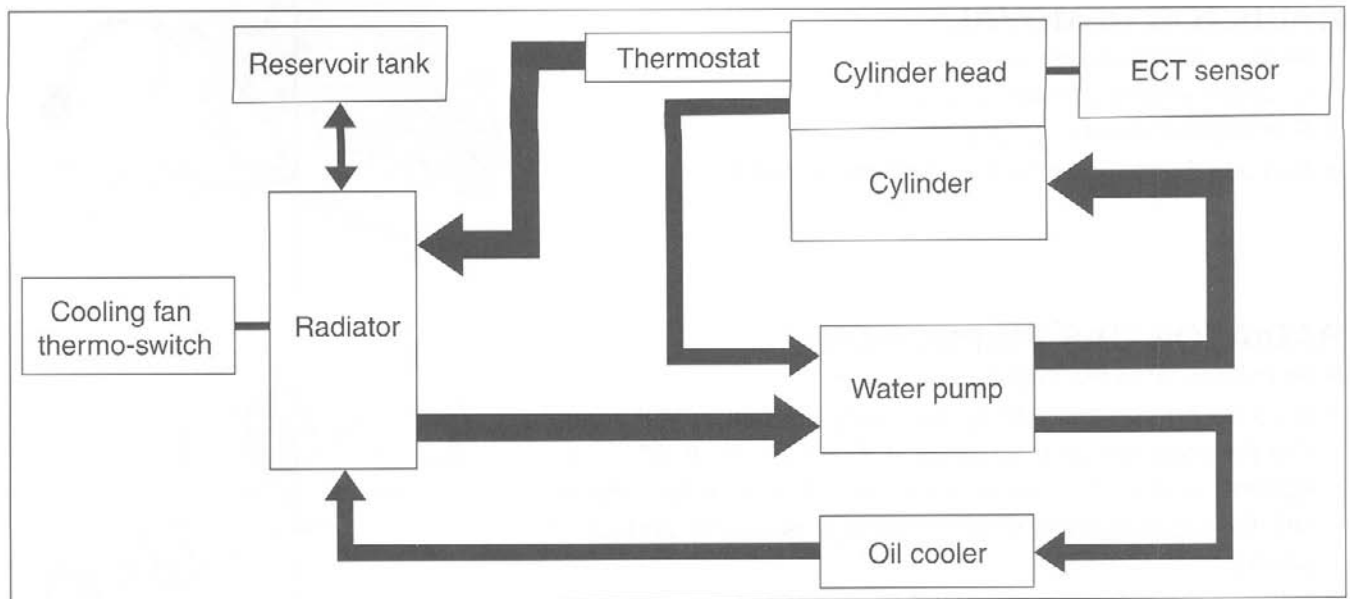 Reservoir tank
Thermostat
Cylinder head
ECT sensor
Cylinder
Cooling fan
thermo-switch
Radiator
Water pump
Oil cooler